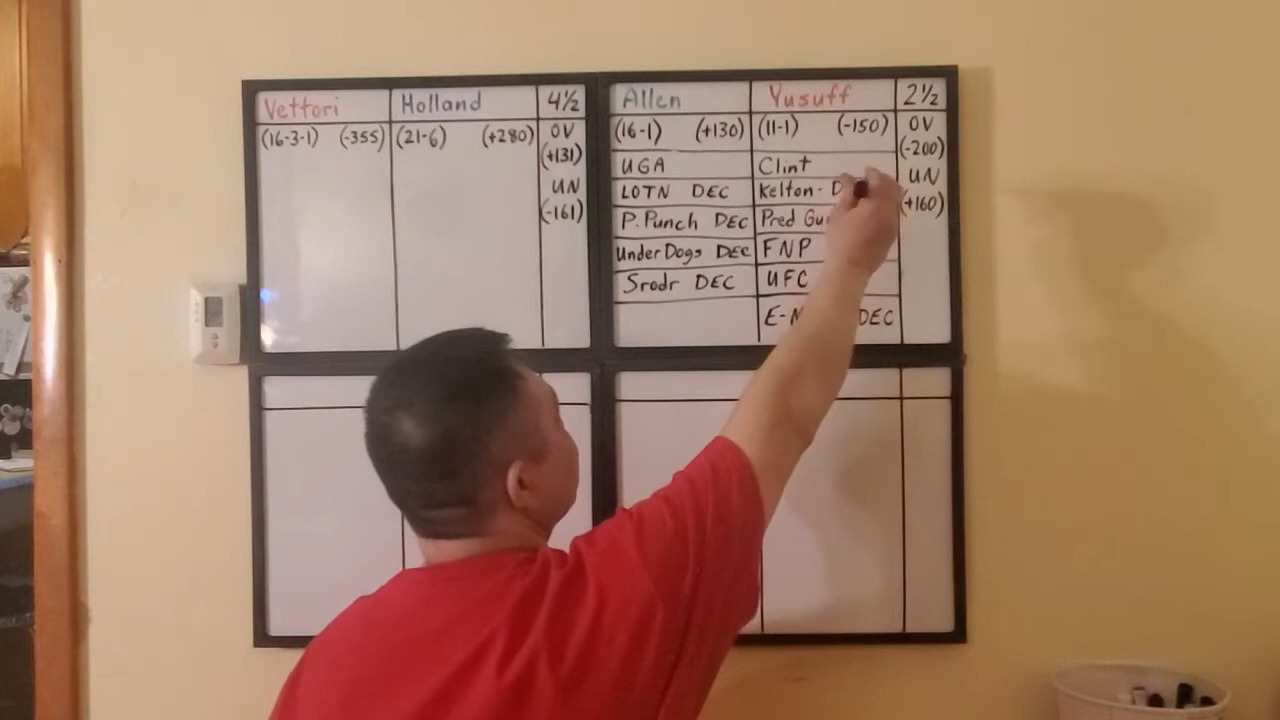 Vettori Holland 4½
(16-3-1) (-355) (21-6) (+280) OV
(+131)
UN
(-161)
Allen Yusuff 2½
(16-1) (+130) (11-1) (-150) OV
(-200)
UN
(+160)
UGA Clint
LOTN DEC Kelton-
P.Punch DEC Pred
Under Dogs DEC FNP
Srodr DEC UFC
DEC